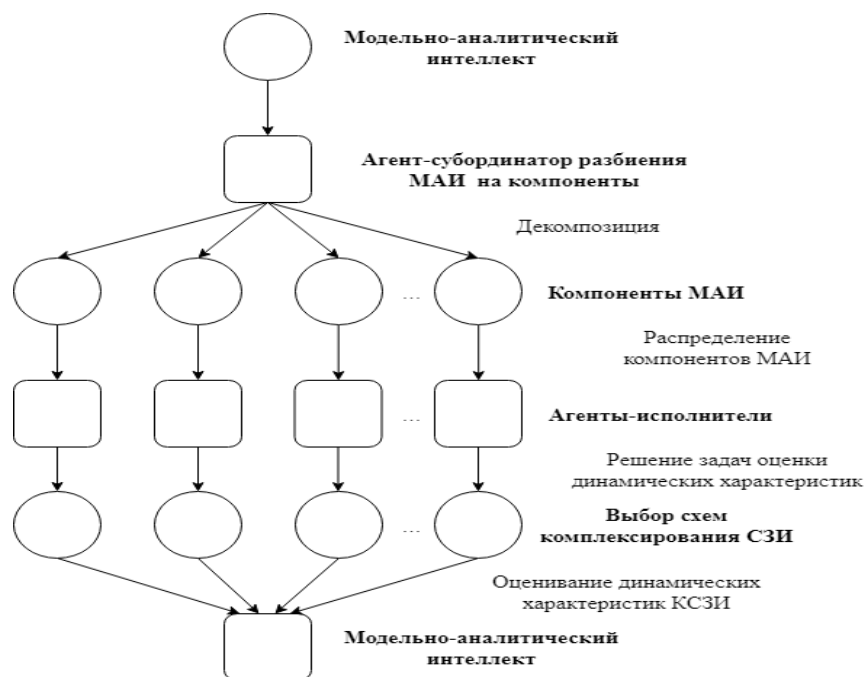 Модельно-аналитический
интеллект
Агент-субординатор разбиения
МАИ на компоненты
Декомпозиция
...
Компоненты МАИ
Распределение
компонентов МАИ
...
Агенты-исполнители
Решение задач оценки
динамических характеристик
...
Выбор схем
комплексирования СЗИ
Оценивание динамических
характеристик КСЗИ
Модельно-аналитический
интеллект